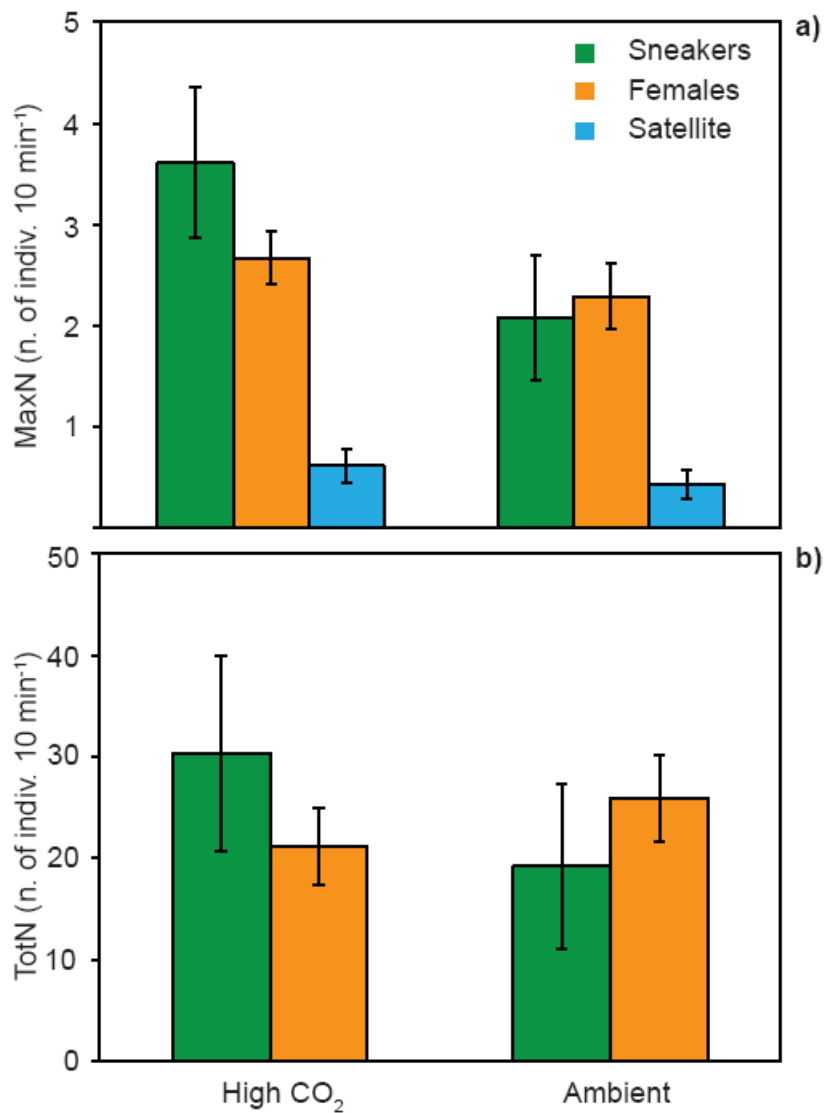 a)
5
4
3
2
1
MaxN (n. of indiv. 10 min⁻¹)
Sneakers
Females
Satellite
b)
50
40
30
20
10
0
TotN (n. of indiv. 10 min⁻¹)
High CO₂
Ambient